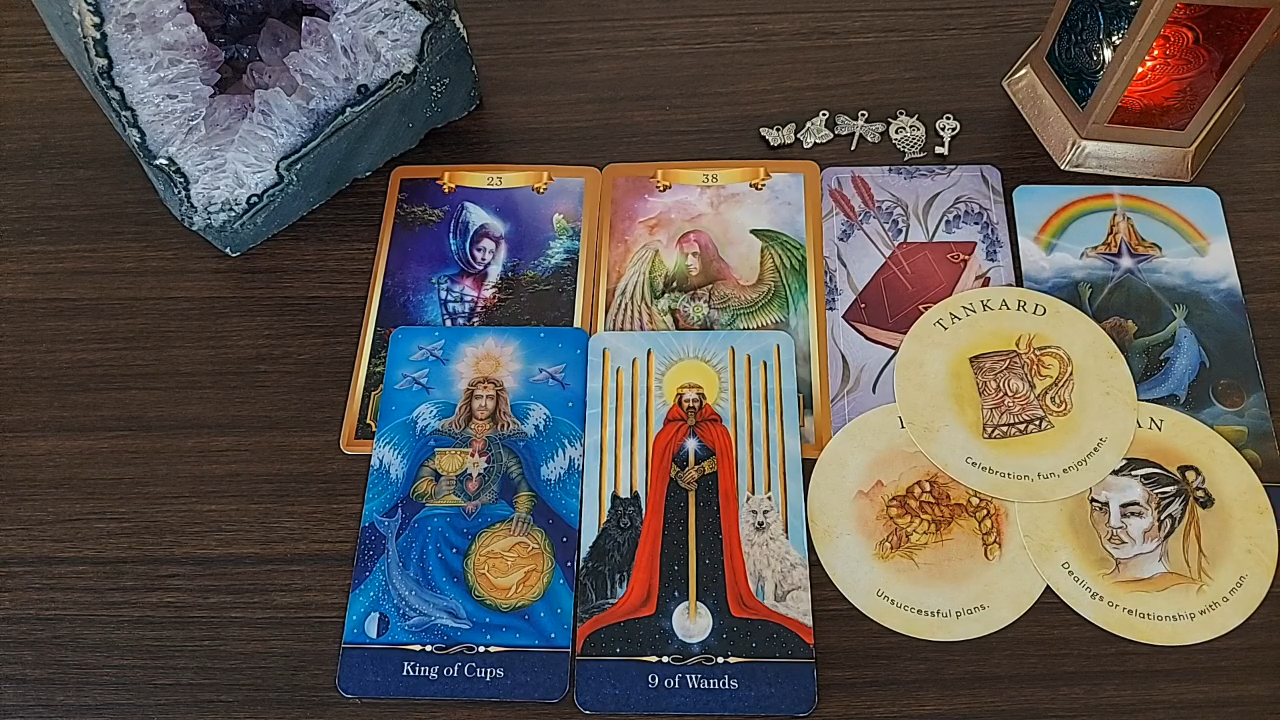 23
38
TANKARD
Celebration, fun, enjoyment.
AN
Unsuccessful plans.
Dealings or relationship with a man.
King of Cups
9 of Wands